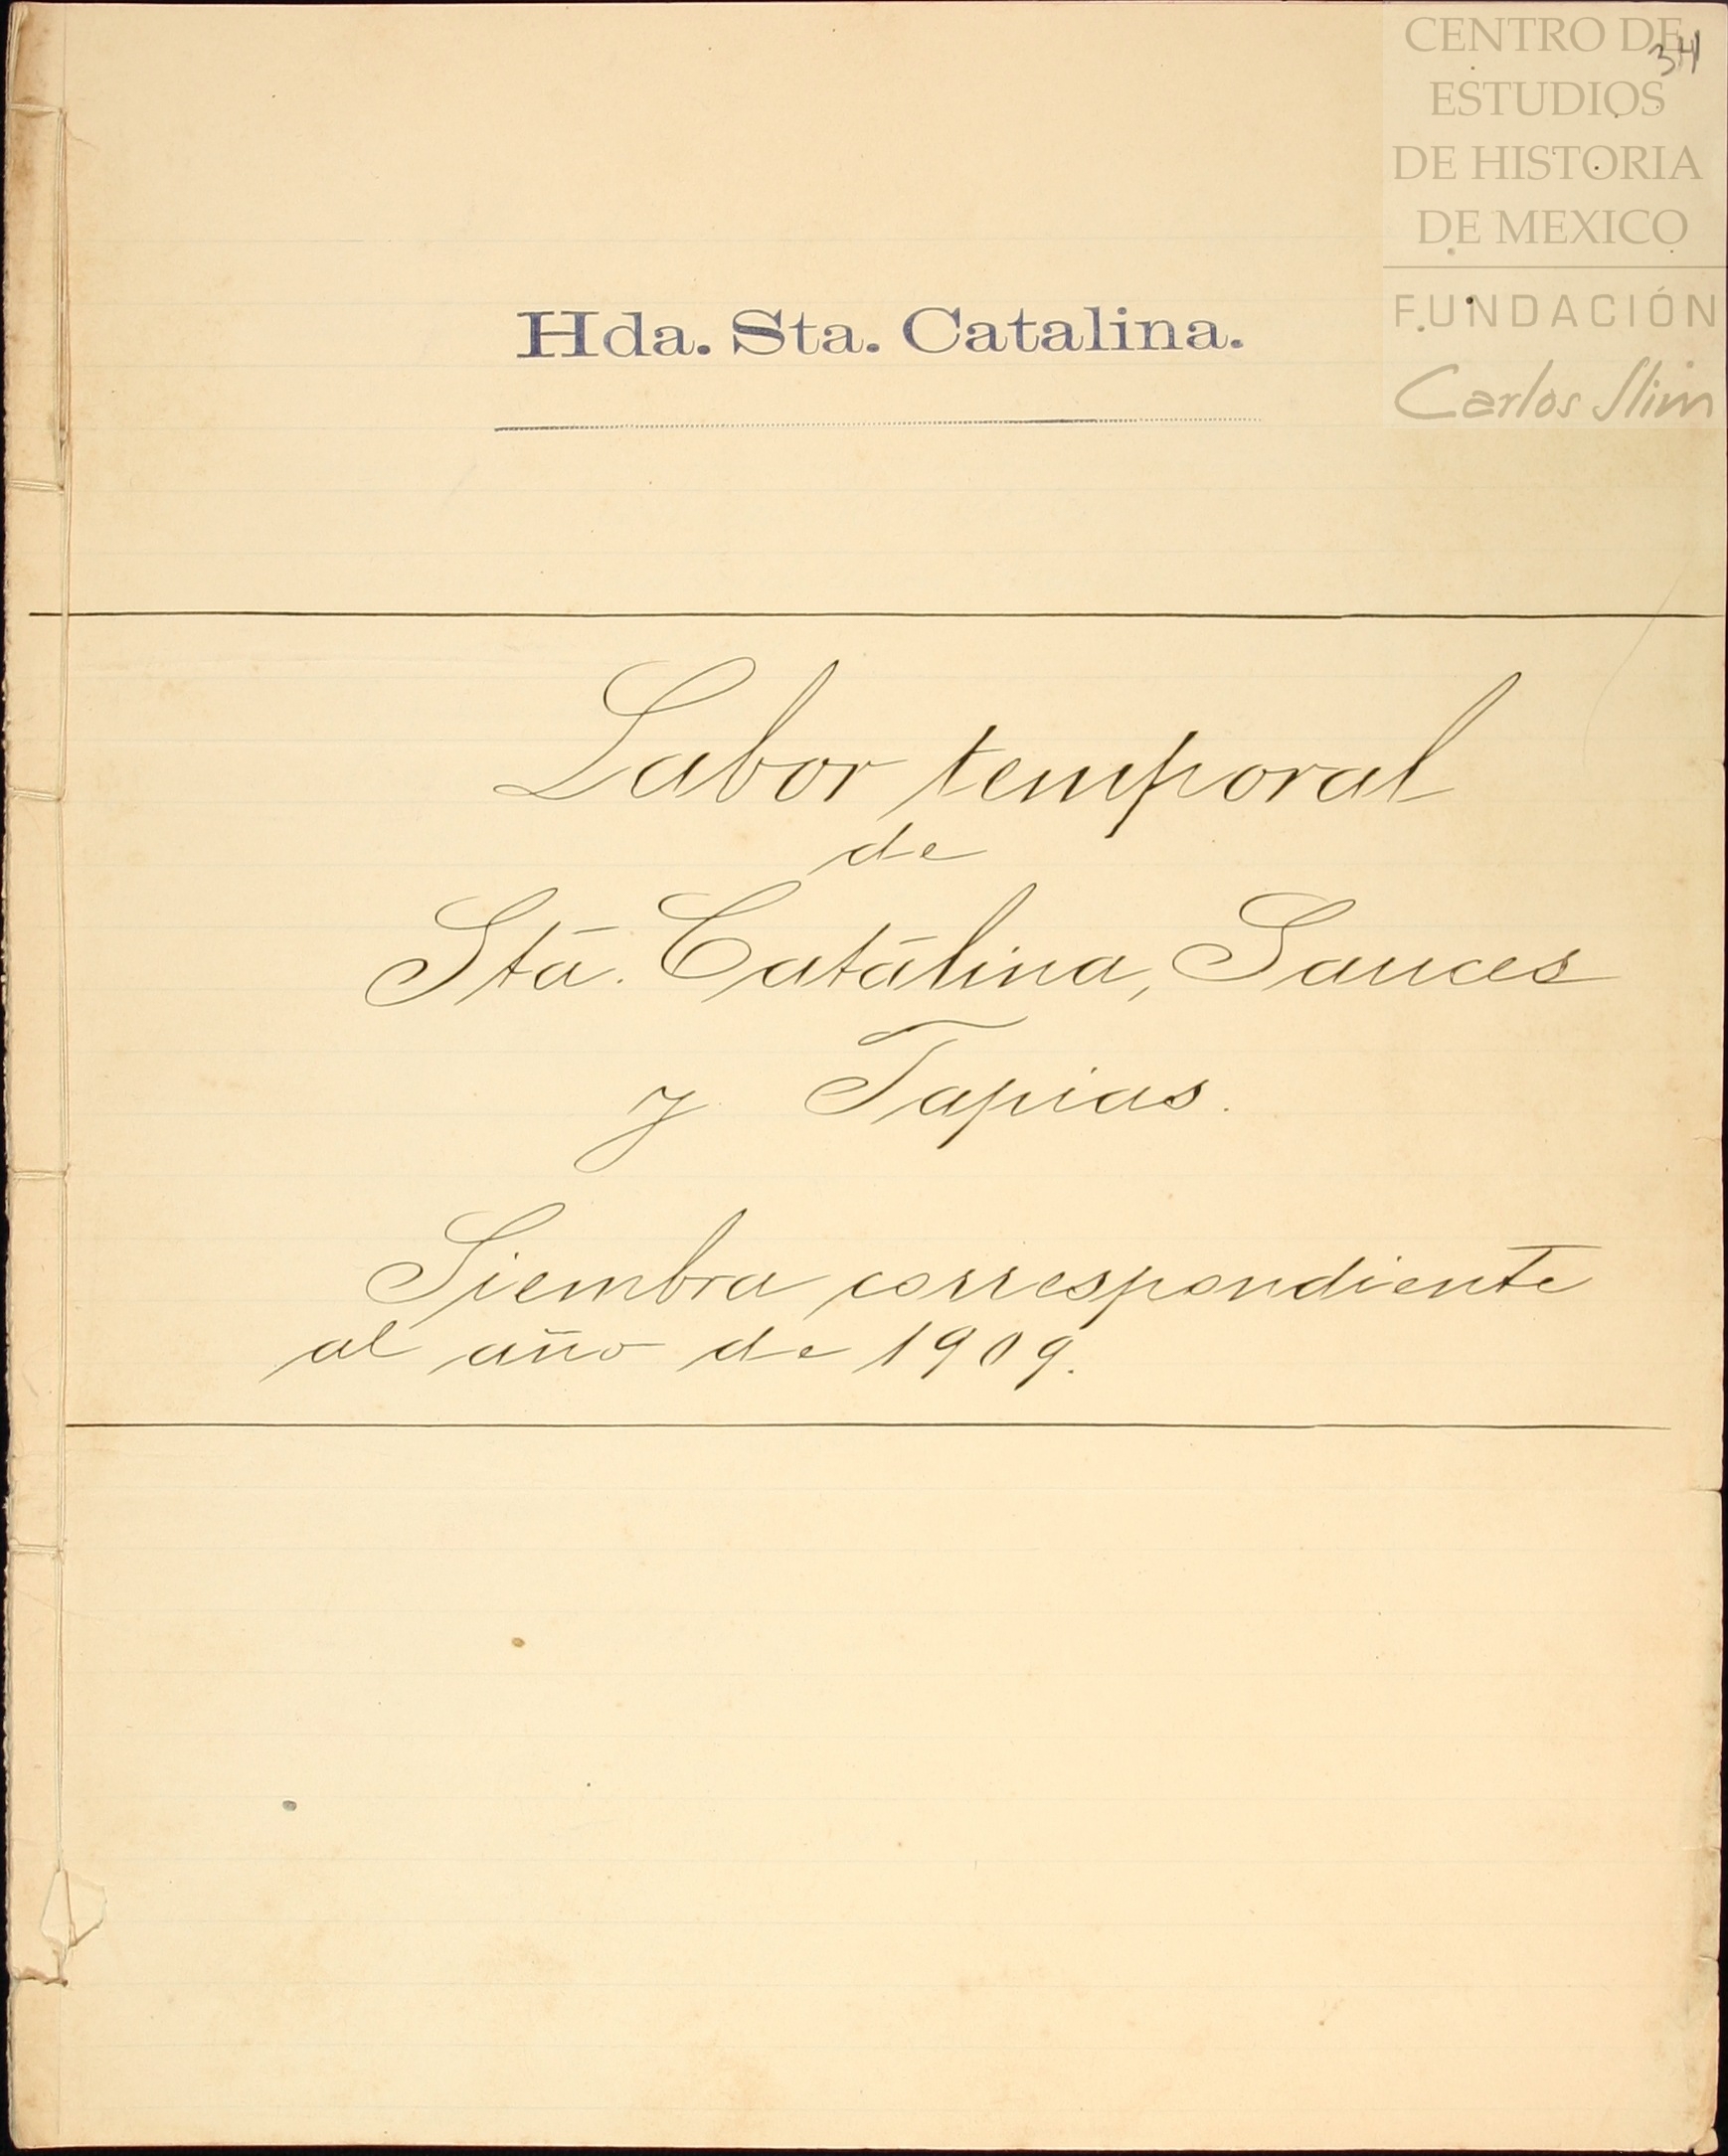 CENTRO DE
ESTUDIOS
DE HISTORIA
DE MEXICO
FUNDACIÓN
Carlos Slim
34
Hda. Sta. Catalina.
Labor temporal
de
Sta. Catalina, Sauces
y Tapias.
Siembra correspondiente
al año de 1909.